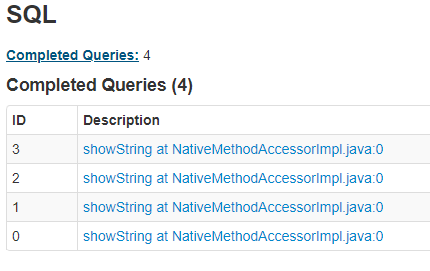 SQL
Completed Queries: 4
Completed Queries (4)
ID Description
3 showString at NativeMethodAccessorImpl.java:0
2 showString at NativeMethodAccessorImpl.java:0
1 showString at NativeMethodAccessorImpl.java:0
0 showString at NativeMethodAccessorImpl.java:0